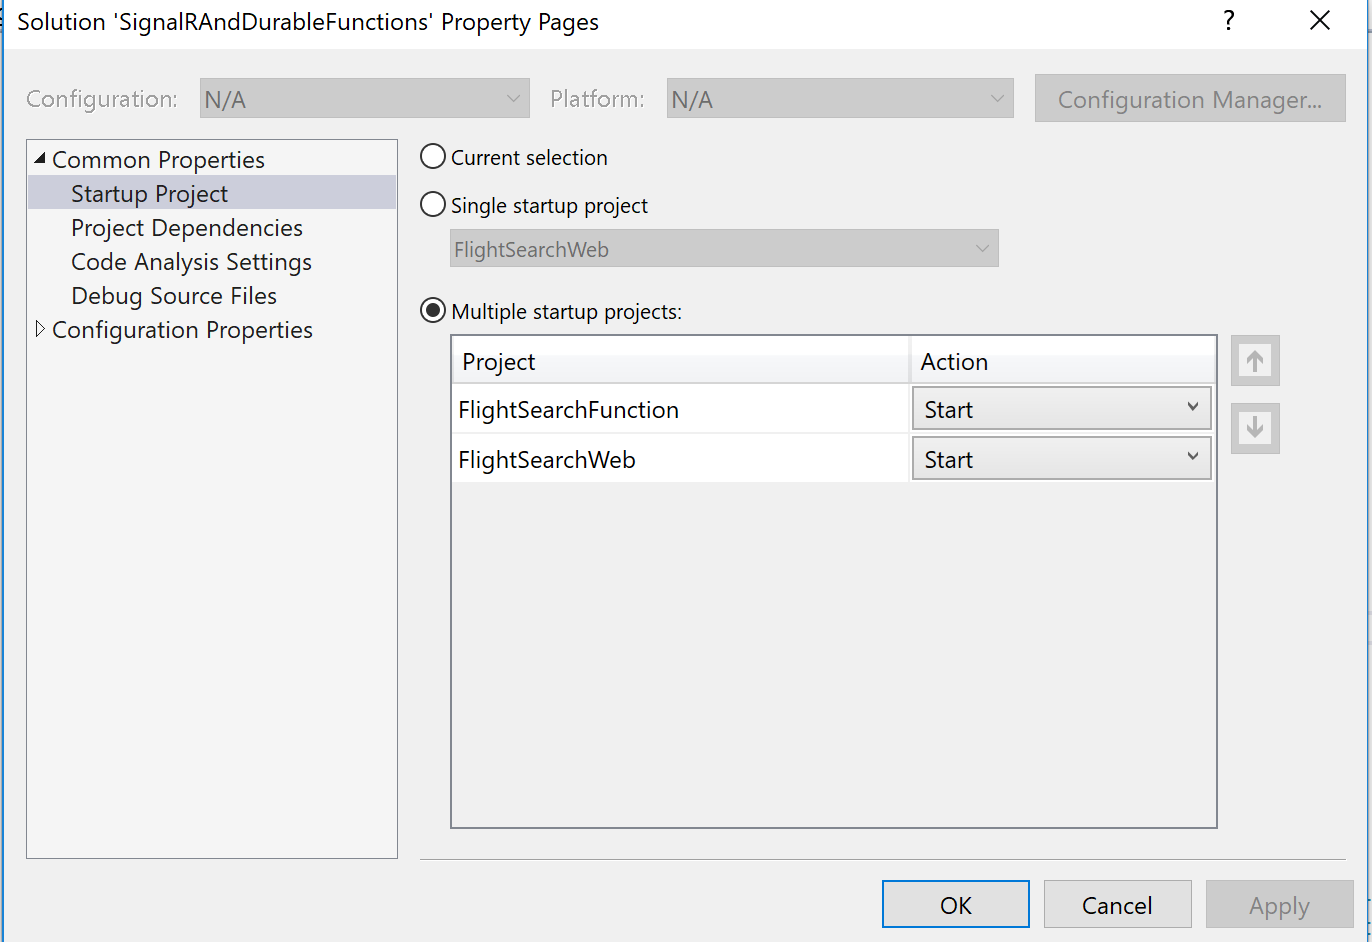 Solution 'SignalRAndDurableFunctions' Property Pages ?
Configuration: N/A Platform: N/A Configuration Manager...
Common Properties
Startup Project
Project Dependencies
Code Analysis Settings
Debug Source Files
Configuration Properties
Current selection
Single startup project
FlightSearchWeb
Multiple startup projects:
Project Action
FlightSearchFunction Start
FlightSearchWeb Start
OK Cancel Apply